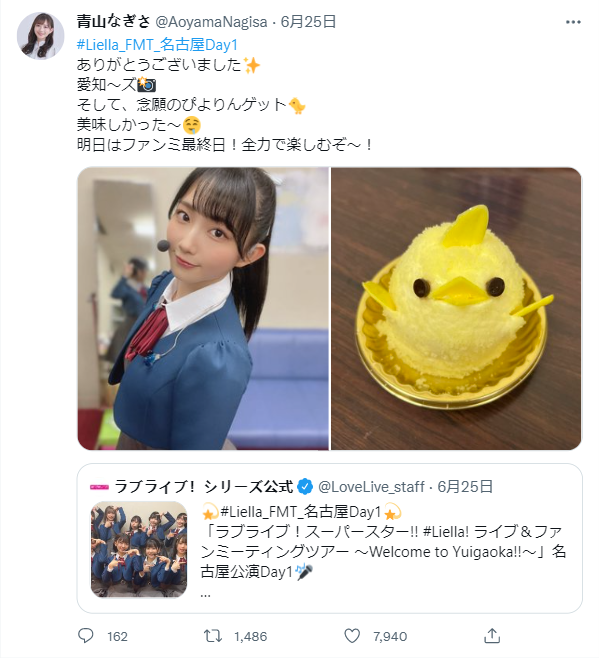 青山なぎさ @AoyamaNagisa · 6月25日
#Liella_FMT_名古屋Day1
ありがとうございました✨
愛知〜ズ📸
そして、念願のぴよりんゲット🐤
美味しかった〜☺️
明日はファンミ最終日！全力で楽しむぞ〜！
ラブライブ！シリーズ公式 @LoveLive_staff · 6月25日
💫#Liella_FMT_名古屋Day1💫
「ラブライブ！スーパースター!! #Liella! ライブ＆ファ
ンミーティングツアー 〜Welcome to Yuigaoka!!〜」名
古屋公演Day1🎤
...
162 1,486 7,940